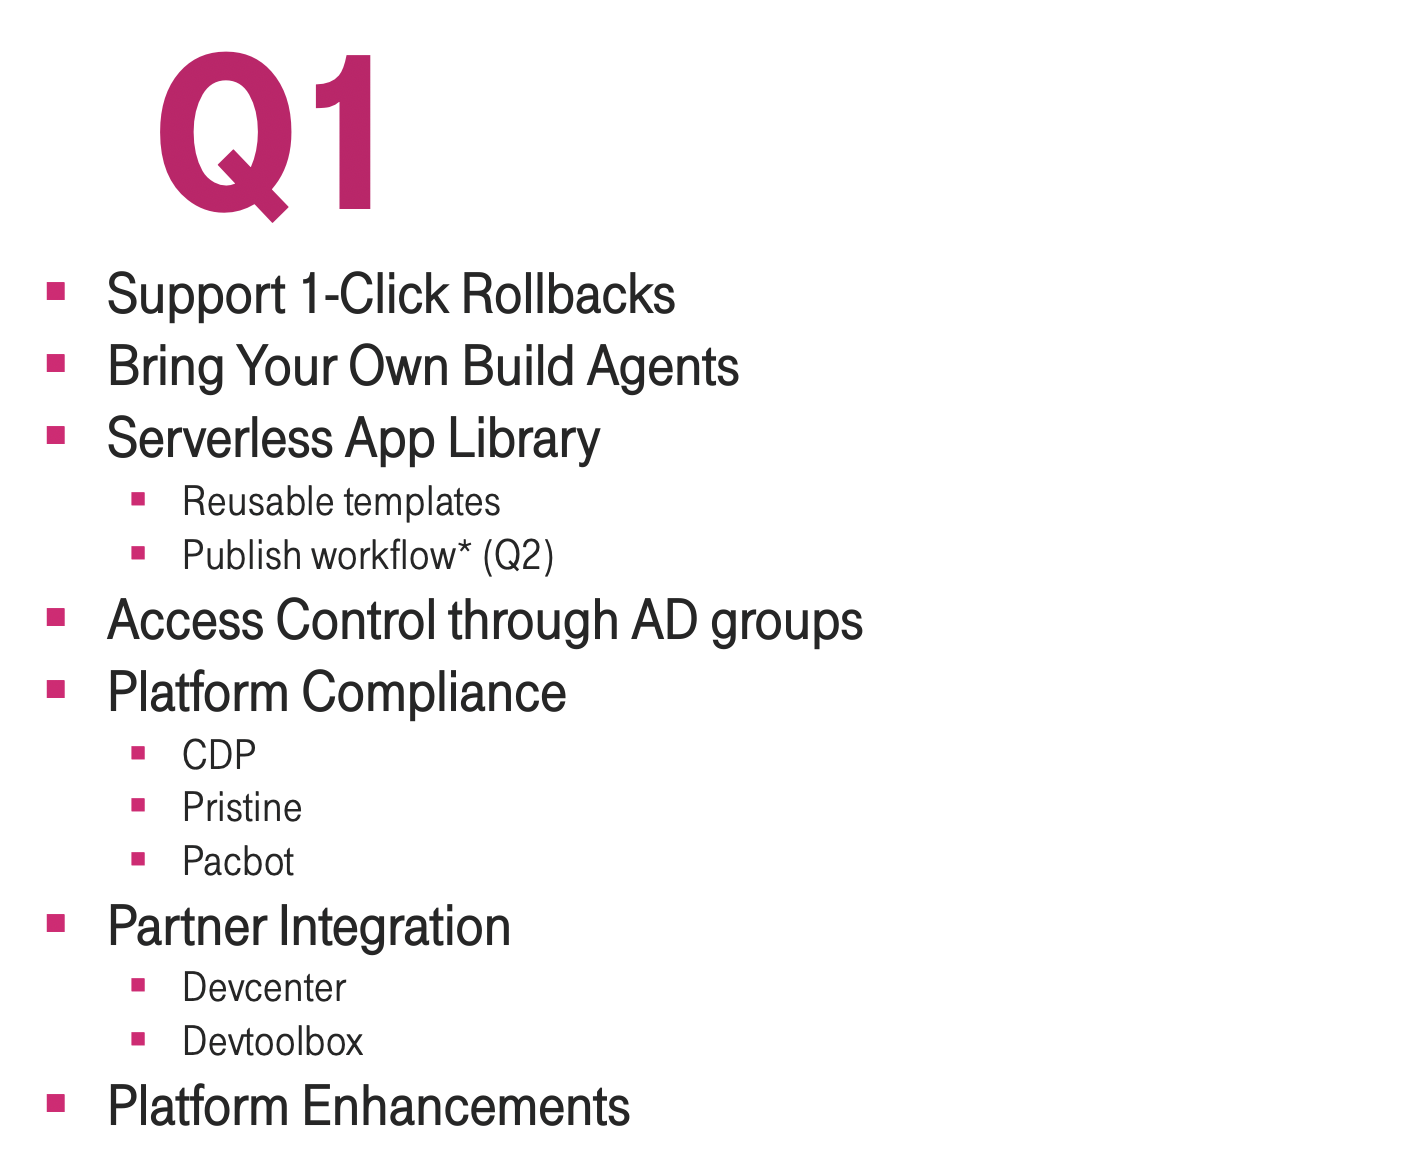 Q1
Support 1-Click Rollbacks
Bring Your Own Build Agents
Serverless App Library
Reusable templates
Publish workflow* (Q2)
Access Control through AD groups
Platform Compliance
CDP
Pristine
Pacbot
Partner Integration
Devcenter
Devtoolbox
Platform Enhancements